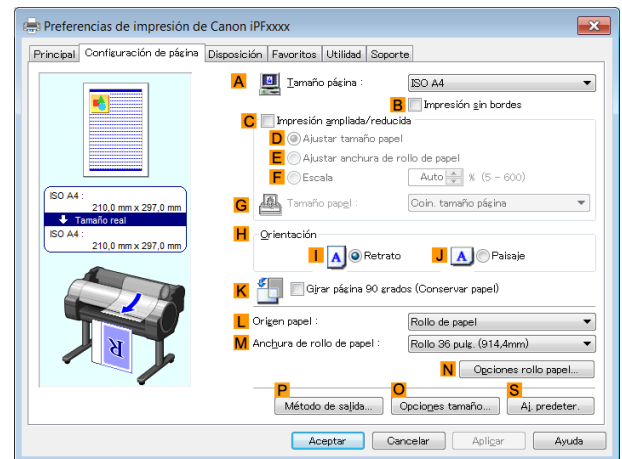 Preferencias de impresión de Canon iPFxxxx
Principal Configuración de página Disposición Favoritos Utilidad Soporte
A Tamaño página : ISO A4
B Impresión sin bordes
C Impresión ampliada/reducida
D Ajustar tamaño papel
E Ajustar anchura de rollo de papel
F Escala Auto % (5 - 600)
G Tamaño papel : Coin. tamaño página
ISO A4 :
210,0 mm x 297,0 mm
Tamaño real
ISO A4 :
210,0 mm x 297,0 mm
H Orientación
I A Retrato J A Paisaje
K Girar página 90 grados (Conservar papel)
L Origen papel : Rollo de papel
M Anchura de rollo de papel : Rollo 36 pulg. (914,4mm)
R
N Opciones rollo papel...
P O S
Método de salida... Opciones tamaño... Aj. predeter.
Aceptar Cancelar Aplicar Ayuda